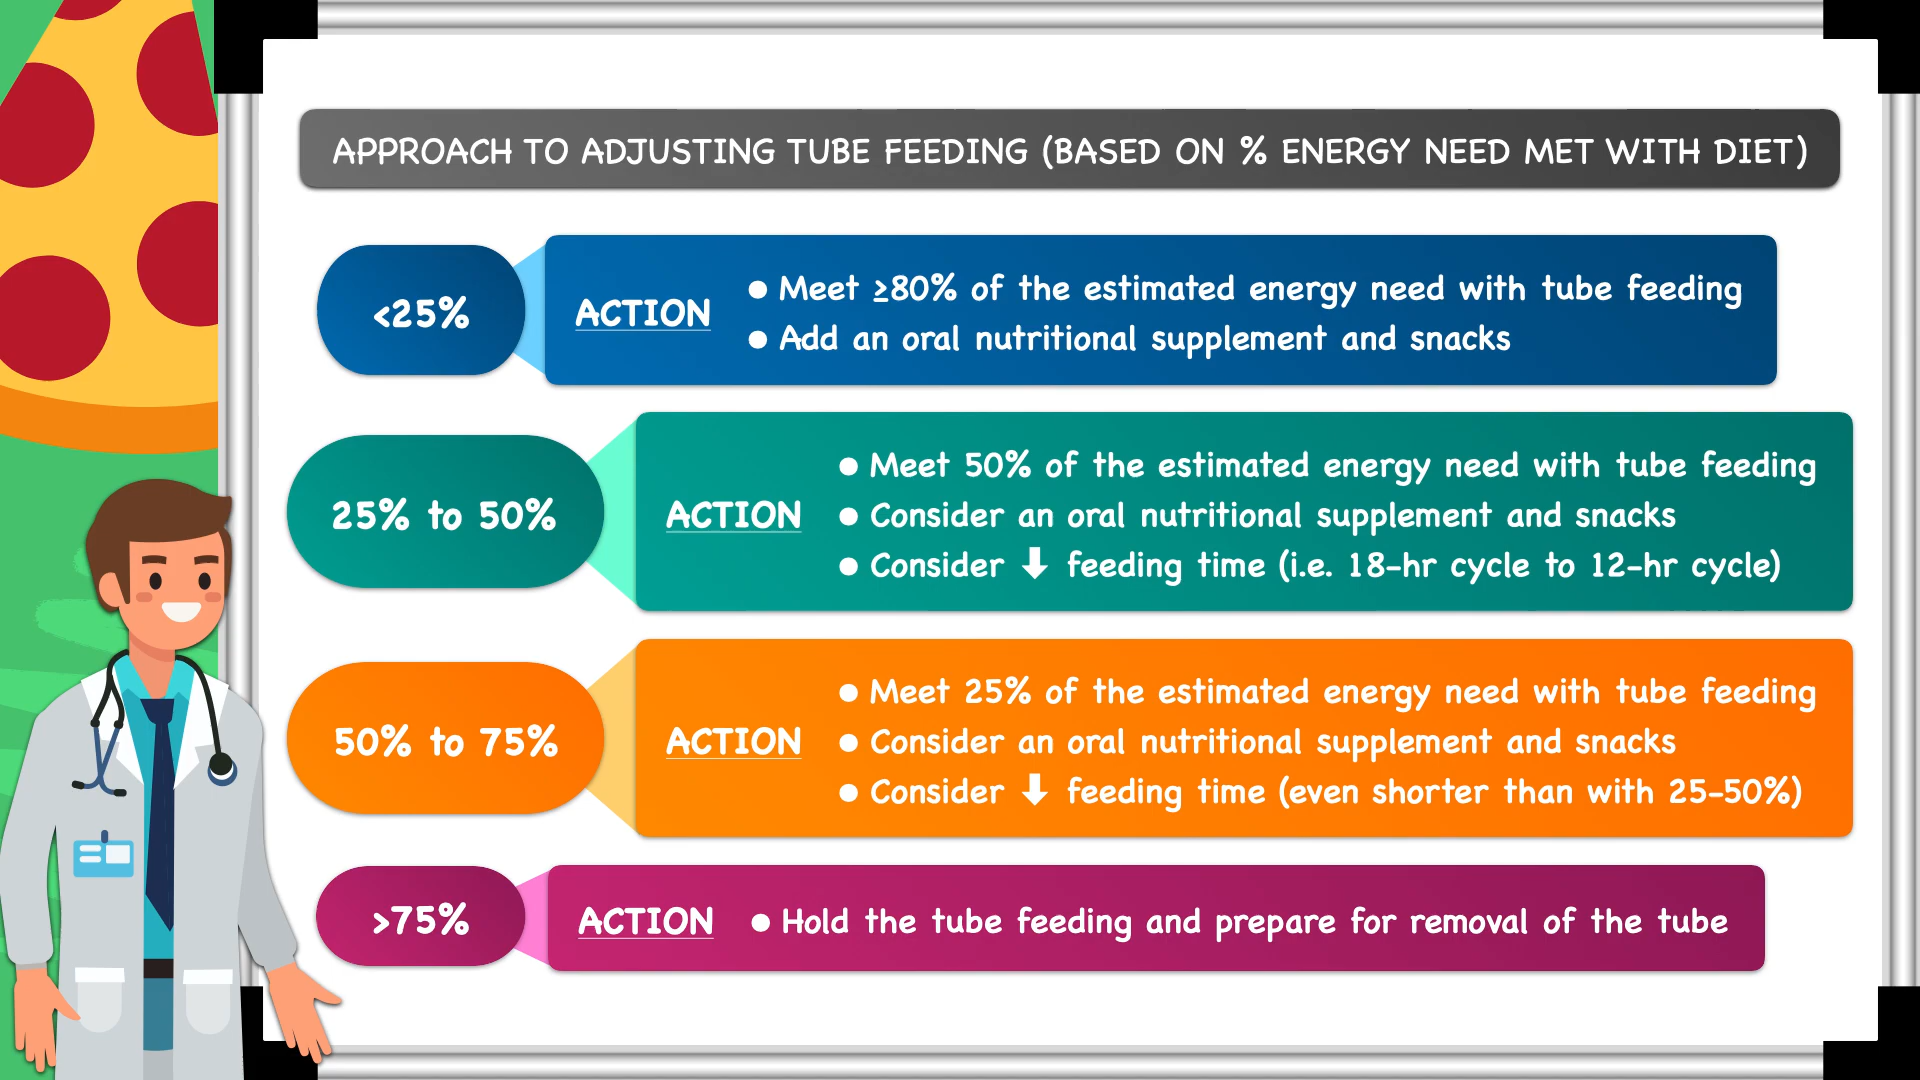 APPROACH TO ADJUSTING TUBE FEEDING (BASED ON % ENERGY NEED MET WITH DIET)
<25%
ACTION
● Meet ≥80% of the estimated energy need with tube feeding
● Add an oral nutritional supplement and snacks
25% to 50%
ACTION
● Meet 50% of the estimated energy need with tube feeding
● Consider an oral nutritional supplement and snacks
● Consider ⬇ feeding time (i.e. 18-hr cycle to 12-hr cycle)
50% to 75%
ACTION
● Meet 25% of the estimated energy need with tube feeding
● Consider an oral nutritional supplement and snacks
● Consider ⬇ feeding time (even shorter than with 25-50%)
>75%
ACTION
● Hold the tube feeding and prepare for removal of the tube